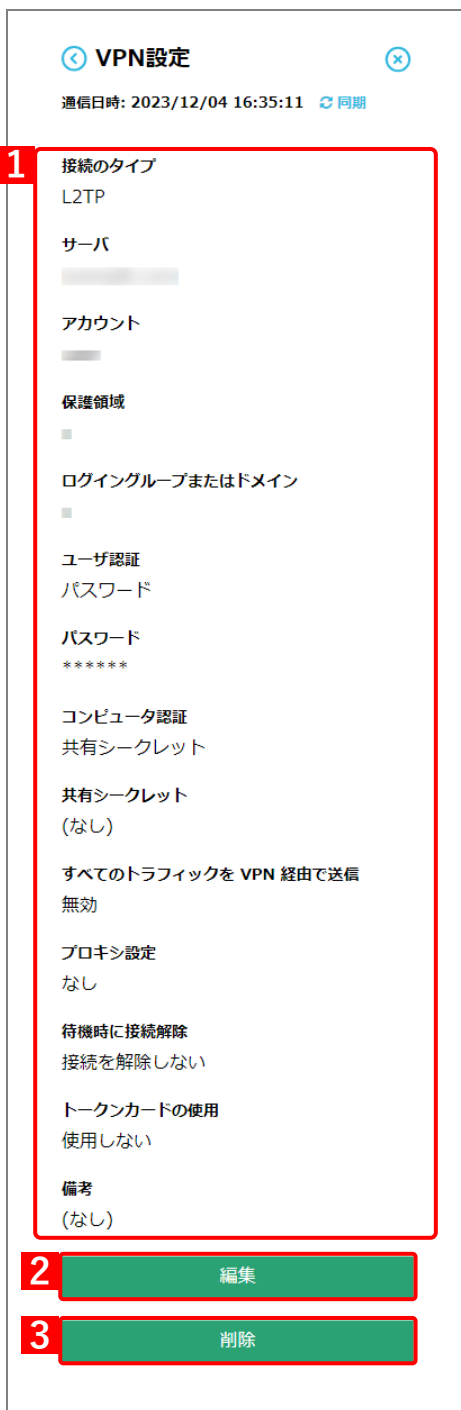 VPN設定
通信日時: 2023/12/04 16:35:11 同期
1
接続のタイプ
L2TP
サーバ
アカウント
保護領域
ログイングループまたはドメイン
ユーザ認証
パスワード
パスワード
******
コンピュータ認証
共有シークレット
共有シークレット
(なし)
すべてのトラフィックを VPN 経由で送信
無効
プロキシ設定
なし
待機時に接続解除
接続を解除しない
トークンカードの使用
使用しない
備考
(なし)
2
編集
3
削除